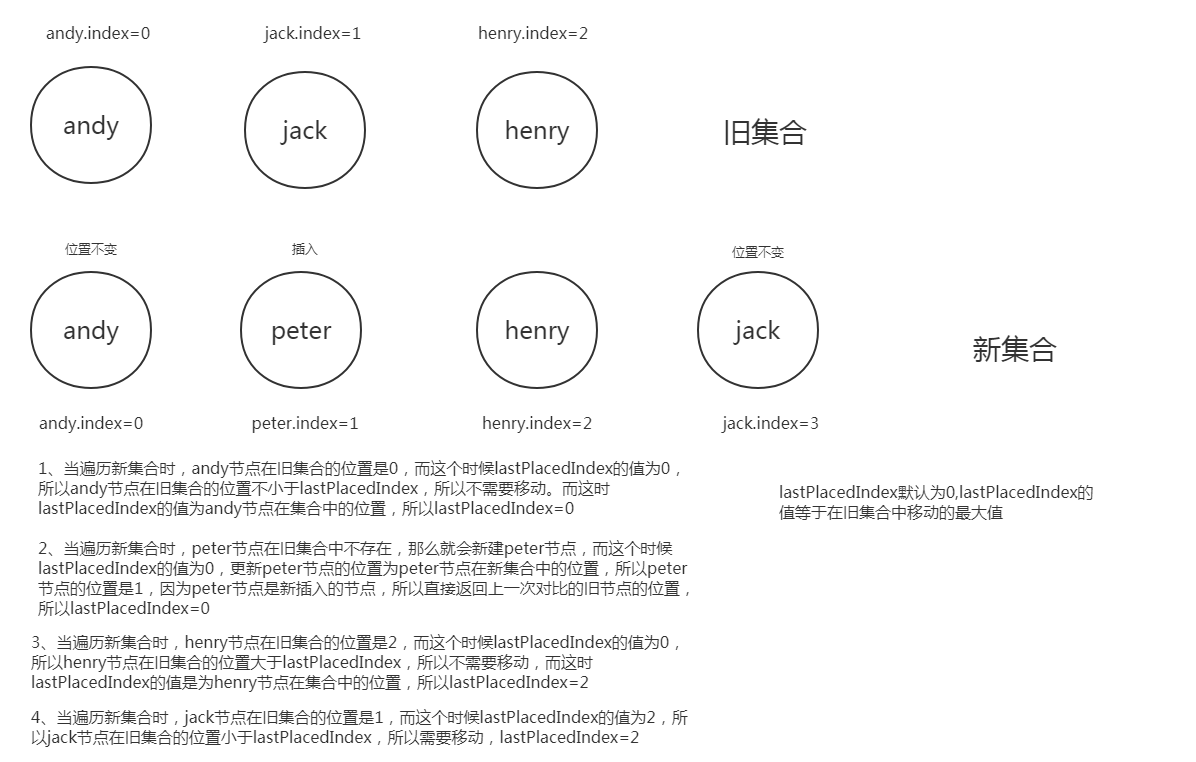 andy.index=0
jack.index=1
henry.index=2
andy
jack
henry
旧集合
位置不变
插入
位置不变
andy
peter
henry
jack
新集合
andy.index=0
peter.index=1
henry.index=2
jack.index=3
1、当遍历新集合时，andy节点在旧集合的位置是0，而这个时候lastPlacedIndex的值为0，
所以andy节点在旧集合的位置不小于lastPlacedIndex，所以不需要移动。而这时
lastPlacedIndex的值为andy节点在集合中的位置，所以lastPlacedIndex=0
lastPlacedIndex默认为0,lastPlacedIndex的
值等于在旧集合中移动的最大值
2、当遍历新集合时，peter节点在旧集合中不存在，那么就会新建peter节点，而这个时候
lastPlacedIndex的值为0，更新peter节点的位置为peter节点在新集合中的位置，所以peter
节点的位置是1，因为peter节点是新插入的节点，所以直接返回上一次对比的旧节点的位置，
所以lastPlacedIndex=0
3、当遍历新集合时，henry节点在旧集合的位置是2，而这个时候lastPlacedIndex的值为0，
所以henry节点在旧集合的位置大于lastPlacedIndex，所以不需要移动，而这时
lastPlacedIndex的值是为henry节点在集合中的位置，所以lastPlacedIndex=2
4、当遍历新集合时，jack节点在旧集合的位置是1，而这个时候lastPlacedIndex的值为2，所
以jack节点在旧集合的位置小于lastPlacedIndex，所以需要移动，lastPlacedIndex=2